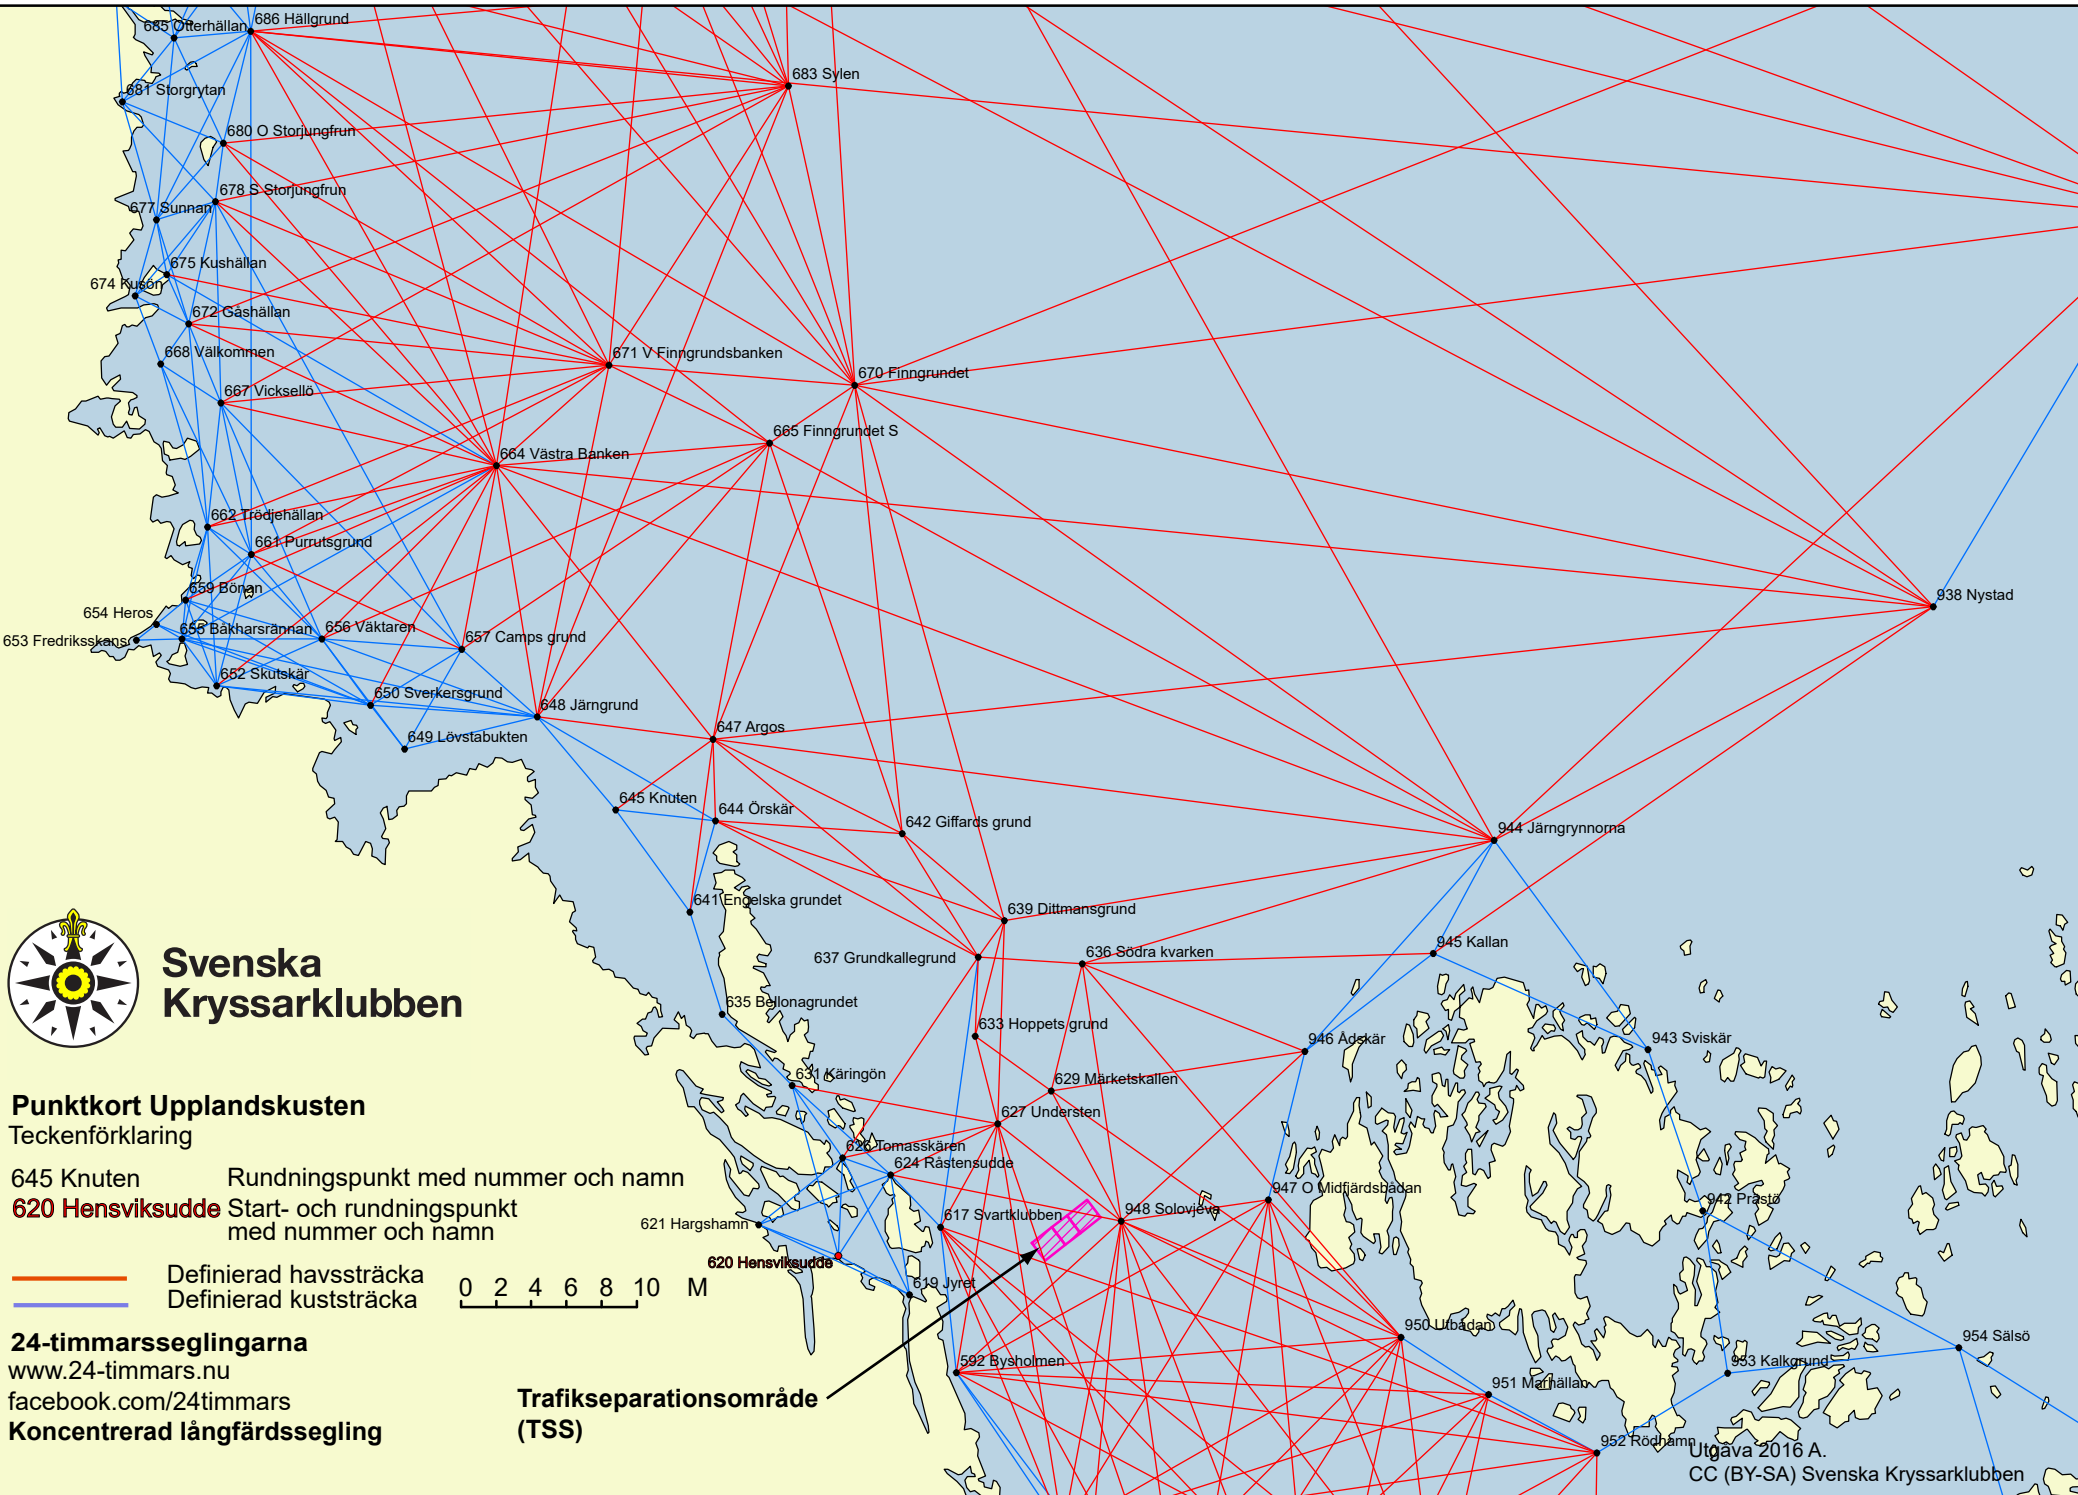 685 Otterhällan
686 Hällgrund
683 Sylen
681 Storgrytan
680 O Storjungfrun
678 S Storjungfrun
677 Sunnan
675 Kushällan
674 Kusön
672 Gåshällan
668 Välkommen
671 V Finngrundsbanken
670 Finngrundet
667 Vicksellö
665 Finngrundet S
664 Västra Banken
662 Trödjehällan
661 Purrutsgrund
659 Bönan
938 Nystad
654 Heros
653 Fredriksskans
655 Båkharsrännan
656 Väktaren
657 Camps grund
652 Skutskär
650 Sverkersgrund
648 Järngrund
647 Argos
649 Lövstabukten
645 Knuten
644 Örskär
642 Giffards grund
944 Järngrynnorna
641 Engelska grundet
639 Dittmansgrund
637 Grundkallegrund
636 Södra kvarken
945 Kallan
635 Bellonagrundet
633 Hoppets grund
946 Ådskär
943 Sviskär
631 Käringön
629 Märketskallen
627 Understen
626 Tomasskären
624 Råstensudde
947 O Midfjärdsbådan
942 Prästö
621 Hargshamn
617 Svartklubben
948 Solovjeva
620 Hensviksudde
619 Jyret
950 Utbådan
954 Sälsö
592 Bysholmen
953 Kalkgrund
951 Marhällan
952 Rödhamn
Svenska
Kryssarklubben
Punktkort Upplandskusten
Teckenförklaring
645 Knuten Rundningspunkt med nummer och namn
620 Hensviksudde Start- och rundningspunkt
med nummer och namn
Definierad havssträcka
Definierad kuststräcka
0 2 4 6 8 10 M
24-timmarsseglingarna
www.24-timmars.nu
facebook.com/24timmars
Koncentrerad långfärdssegling
Trafikseparationsområde
(TSS)
Utgåva 2016 A.
CC (BY-SA) Svenska Kryssarklubben